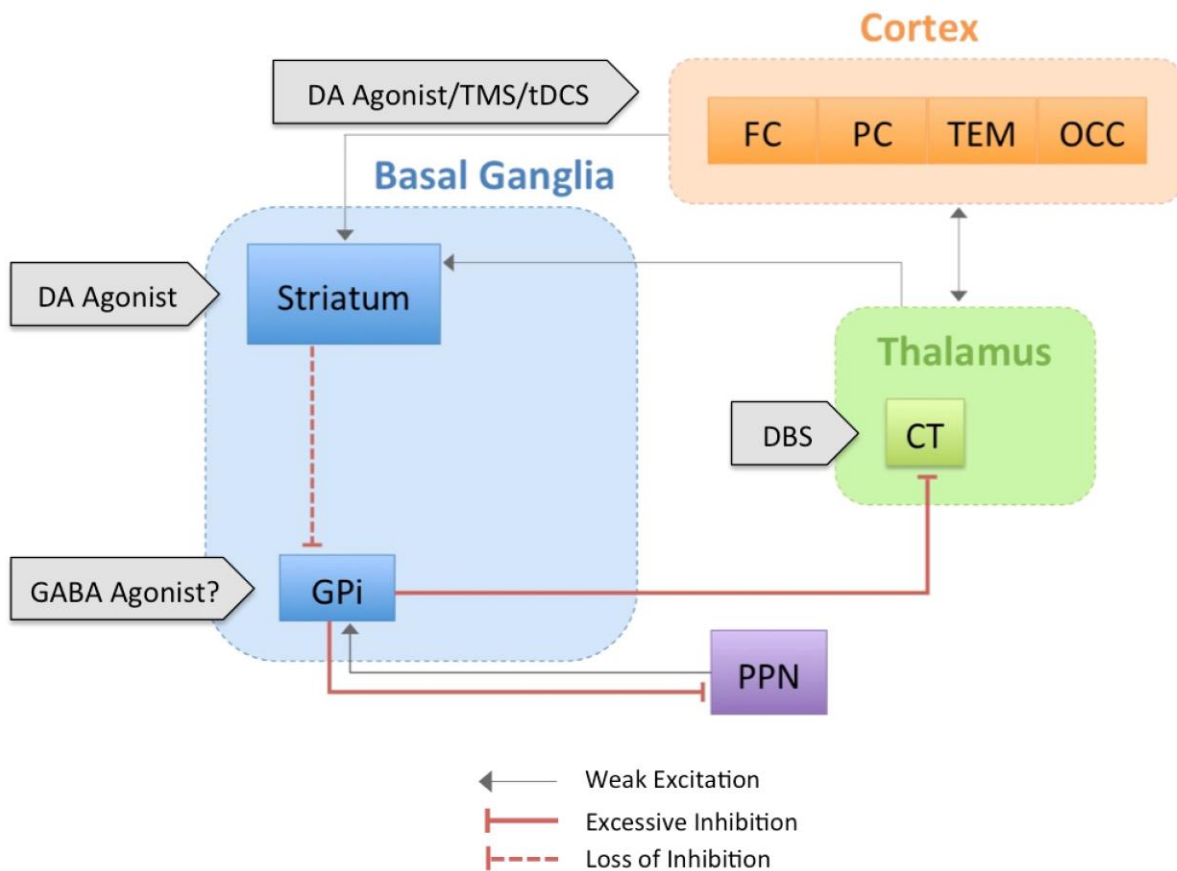 Cortex
DA Agonist/TMS/tDCS
FC PC TEM OCC
Basal Ganglia
DA Agonist
Striatum
Thalamus
DBS
CT
GABA Agonist?
GPi
PPN
Weak Excitation
Excessive Inhibition
Loss of Inhibition